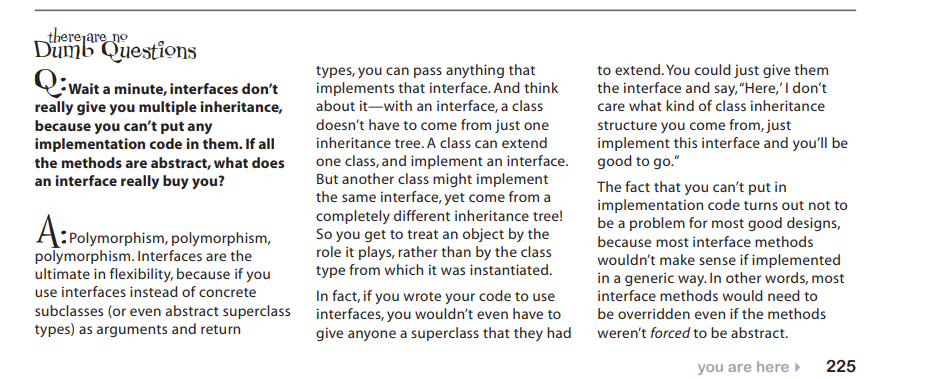 there are no
Dumb Questions
Q: Wait a minute, interfaces don’t
really give you multiple inheritance,
because you can’t put any
implementation code in them. If all
the methods are abstract, what does
an interface really buy you?
A: Polymorphism, polymorphism,
polymorphism. Interfaces are the
ultimate in flexibility, because if you
use interfaces instead of concrete
subclasses (or even abstract superclass
types) as arguments and return
types, you can pass anything that
implements that interface. And think
about it—with an interface, a class
doesn’t have to come from just one
inheritance tree. A class can extend
one class, and implement an interface.
But another class might implement
the same interface, yet come from a
completely different inheritance tree!
So you get to treat an object by the
role it plays, rather than by the class
type from which it was instantiated.
In fact, if you wrote your code to use
interfaces, you wouldn’t even have to
give anyone a superclass that they had
to extend. You could just give them
the interface and say, “Here,’ I don’t
care what kind of class inheritance
structure you come from, just
implement this interface and you’ll be
good to go.”
The fact that you can’t put in
implementation code turns out not to
be a problem for most good designs,
because most interface methods
wouldn’t make sense if implemented
in a generic way. In other words, most
interface methods would need to
be overridden even if the methods
weren’t forced to be abstract.
you are here 225